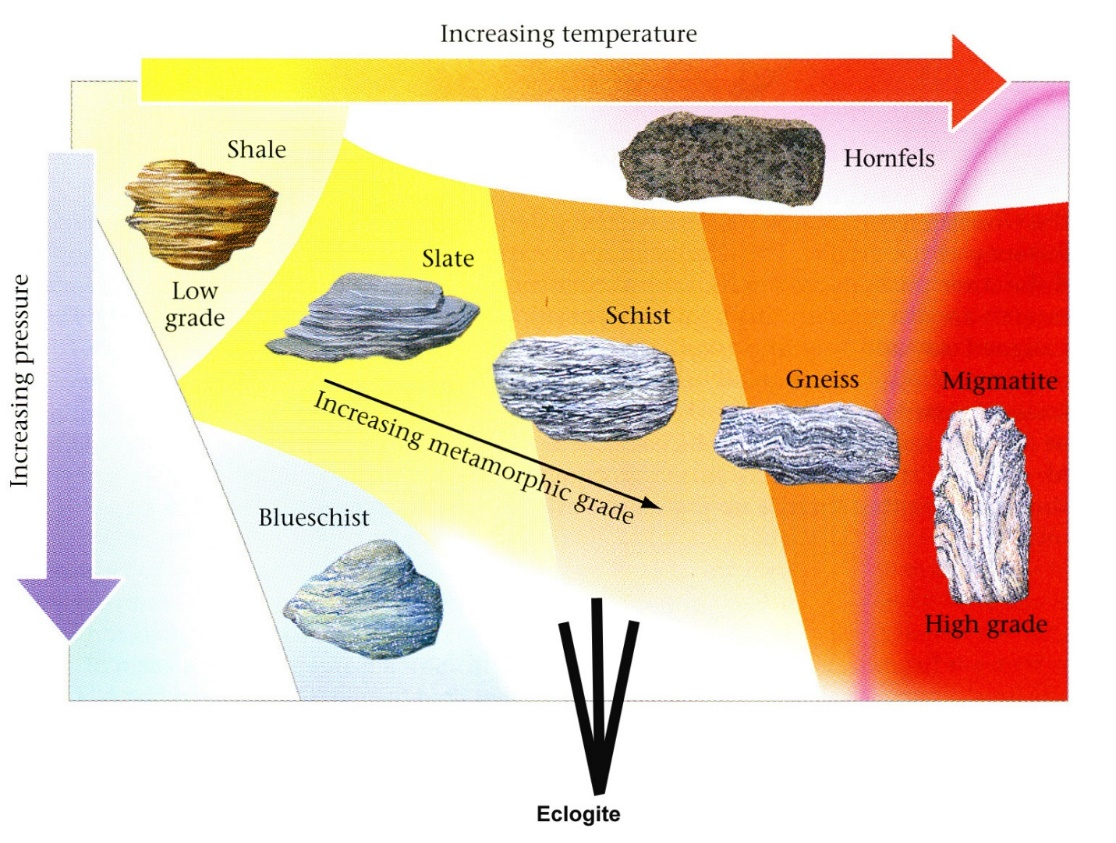 Increasing temperature
Increasing pressure
Shale
Hornfels
Low
grade
Slate
Schist
Gneiss
Migmatite
Increasing metamorphic grade
Blueschist
High grade
Eclogite